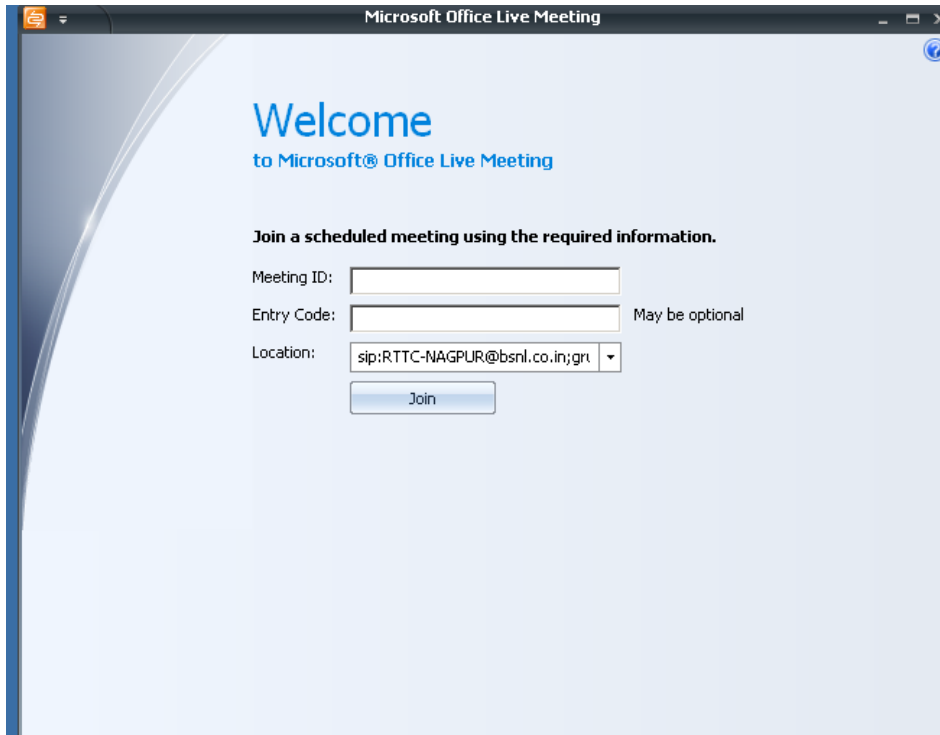 Microsoft Office Live Meeting
Welcome
to Microsoft® Office Live Meeting
Join a scheduled meeting using the required information.
Meeting ID:
Entry Code: May be optional
Location: sip:RTTC-NAGPUR@bsnl.co.in;gru
Join